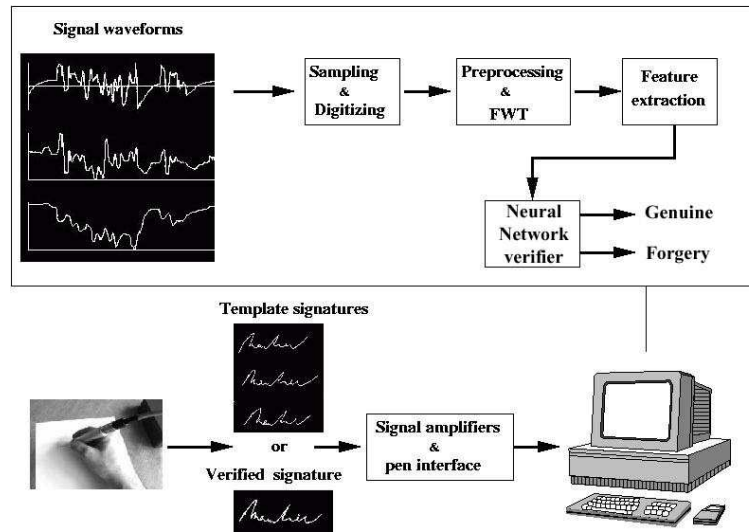 Signal waveforms
Sampling
&
Digitizing
Preprocessing
&
FWT
Feature
extraction
Neural
Network
verifier
Genuine
Forgery
Template signatures
or
Verified signature
Signal amplifiers
&
pen interface